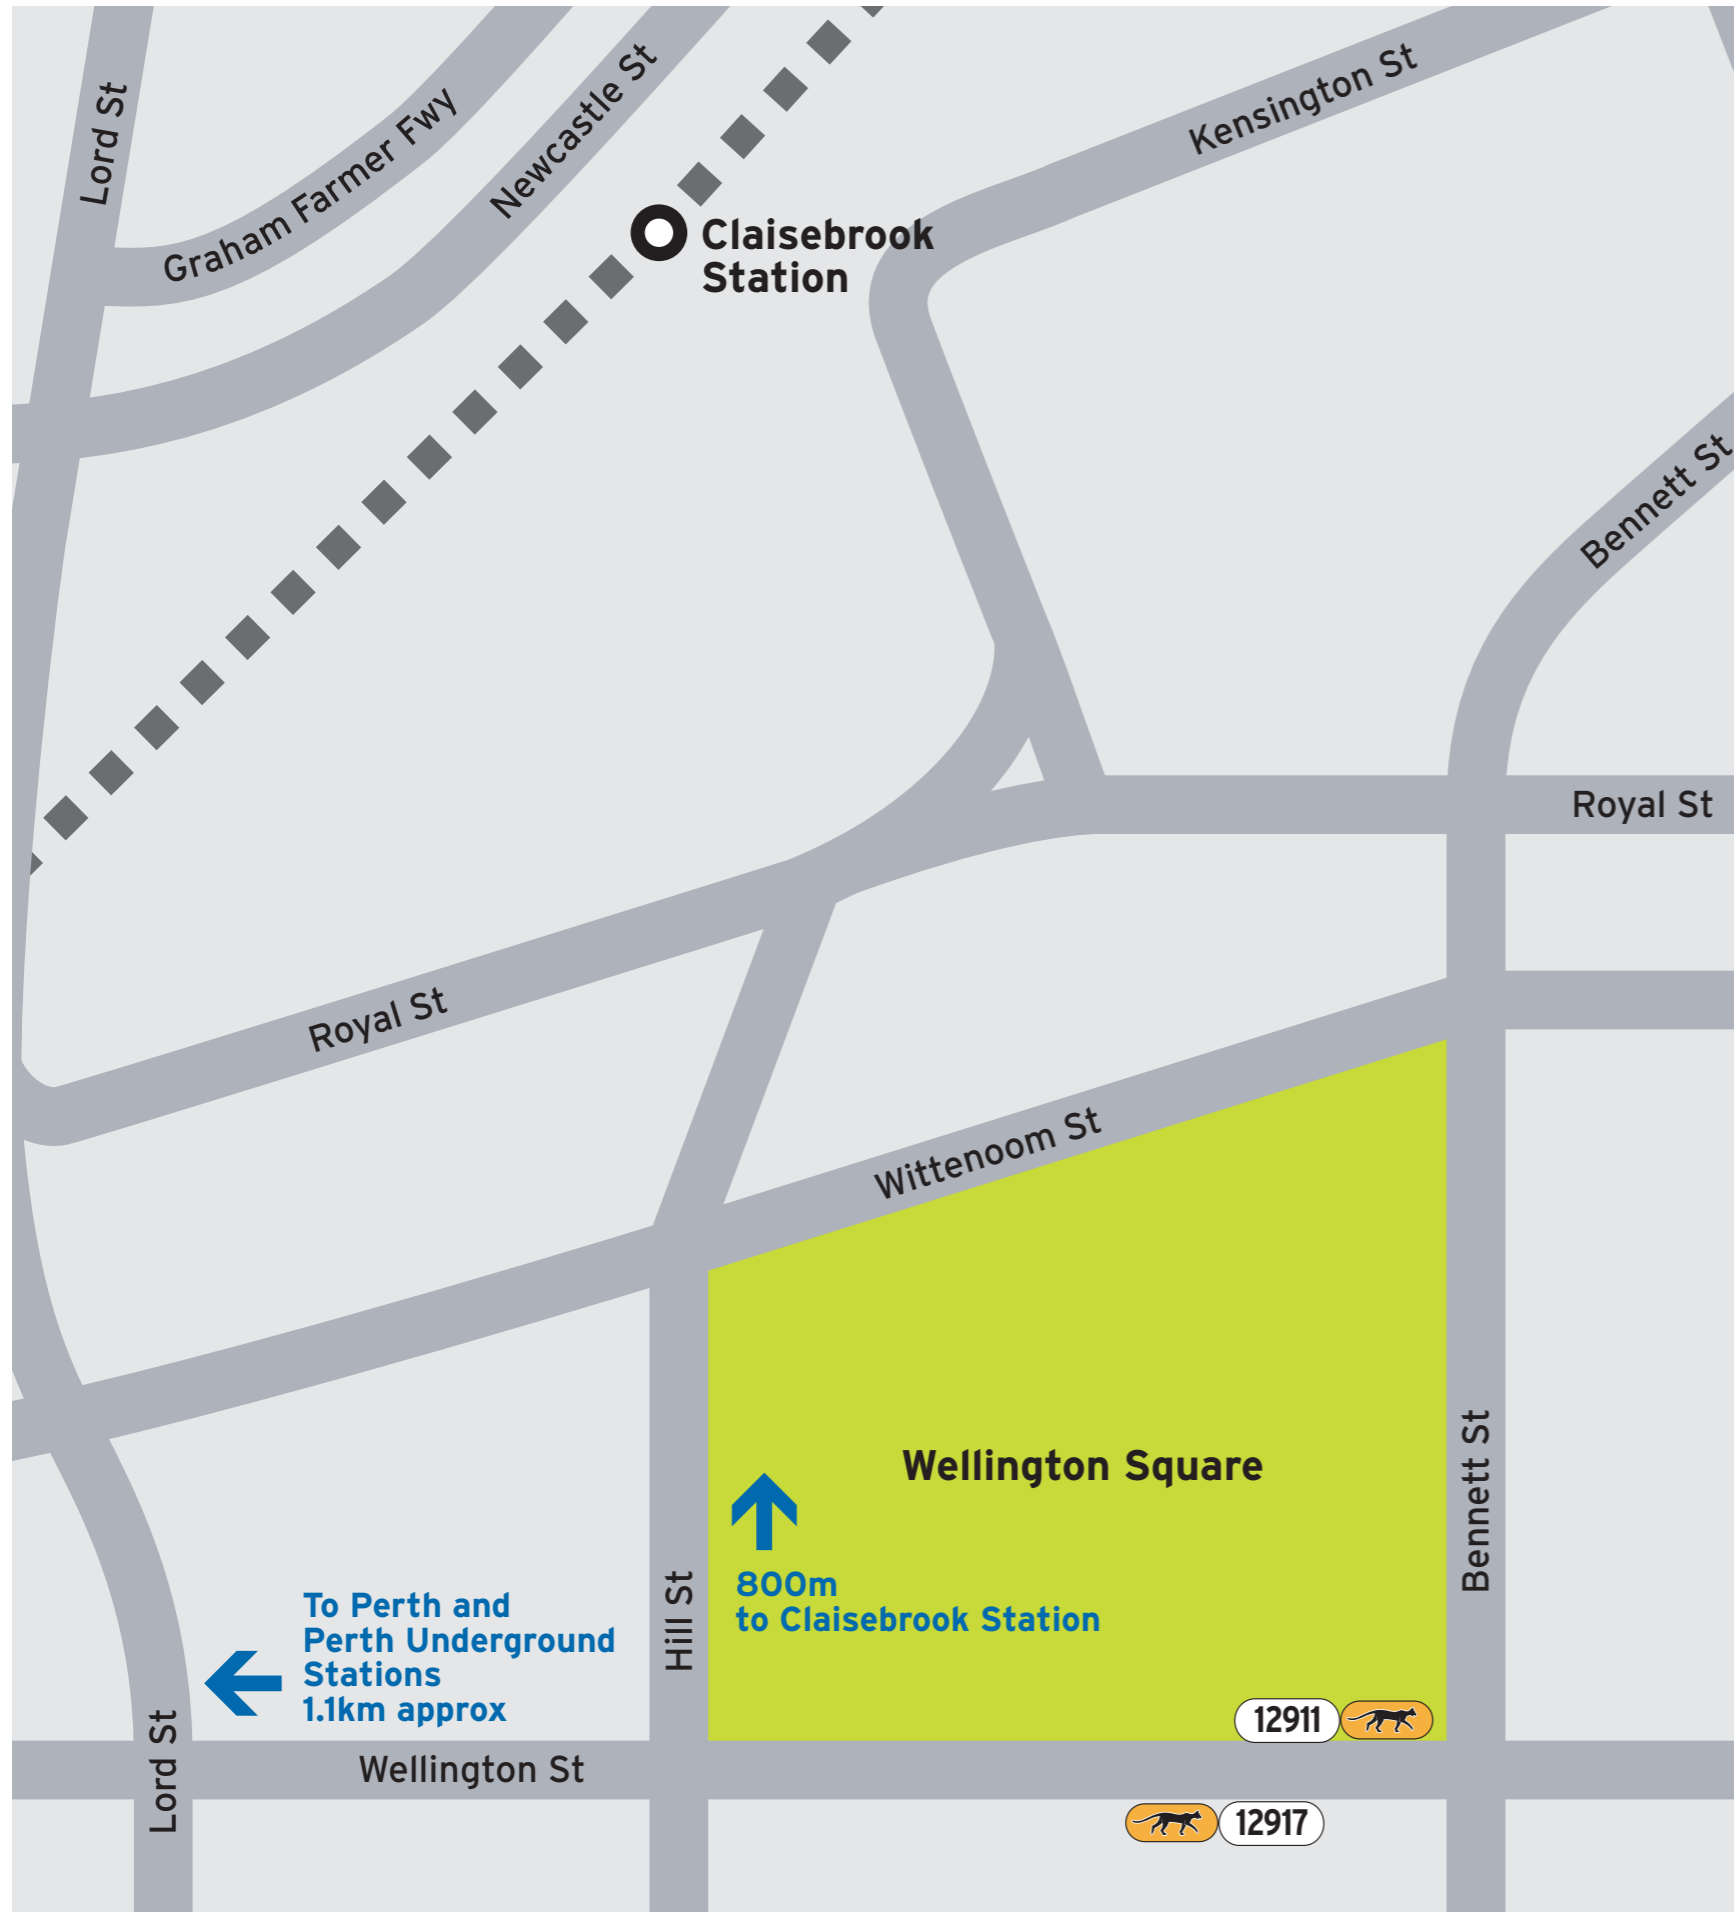 Lord St
Graham Farmer Fwy
Newcastle St
Kensington St
Claisebrook
Station
Bennett St
Royal St
Royal St
Wittenoom St
Wellington Square
Bennett St
800m
to Claisebrook Station
Hill St
To Perth and
Perth Underground
Stations
1.1km approx
12911
Lord St
Wellington St
12917